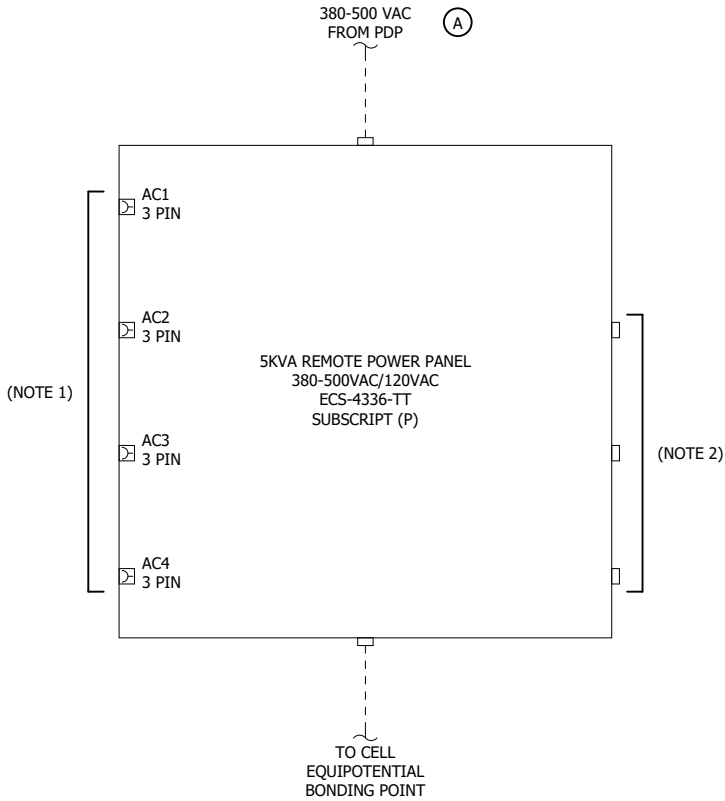 380-500 VAC
FROM PDP
A
AC1
3 PIN
AC2
3 PIN
5KVA REMOTE POWER PANEL
380-500VAC/120VAC
ECS-4336-TT
SUBSCRIPT (P)
(NOTE 1)
AC3
3 PIN
(NOTE 2)
AC4
3 PIN
TO CELL
EQUIPOTENTIAL
BONDING POINT